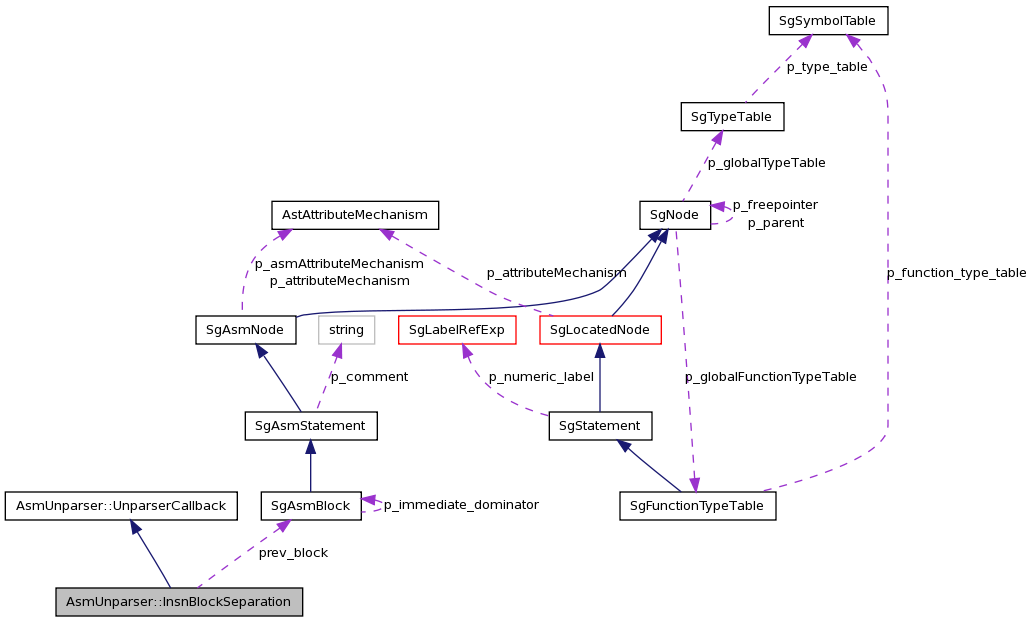 SgSymbolTable
p_type_table
SgTypeTable
p_globalTypeTable
AstAttributeMechanism
SgNode
p_freepointer
p_parent
p_asmAttributeMechanism
p_attributeMechanism
p_attributeMechanism
p_function_type_table
SgAsmNode
string
SgLabelRefExp
SgLocatedNode
p_comment
p_numeric_label
p_globalFunctionTypeTable
SgAsmStatement
SgStatement
AsmUnparser::UnparserCallback
SgAsmBlock
p_immediate_dominator
SgFunctionTypeTable
prev_block
AsmUnparser::InsnBlockSeparation